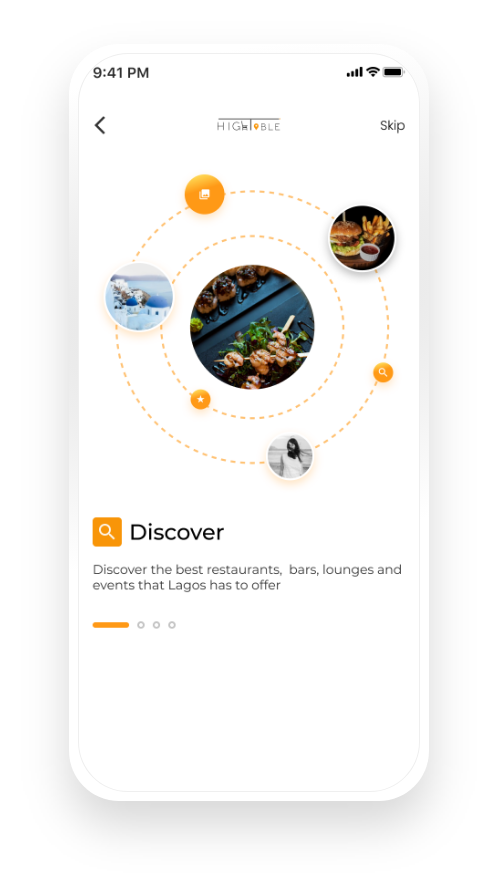 9:41 PM
HIGHTABLE
Skip
Discover
Discover the best restaurants,  bars, lounges and
events that Lagos has to offer